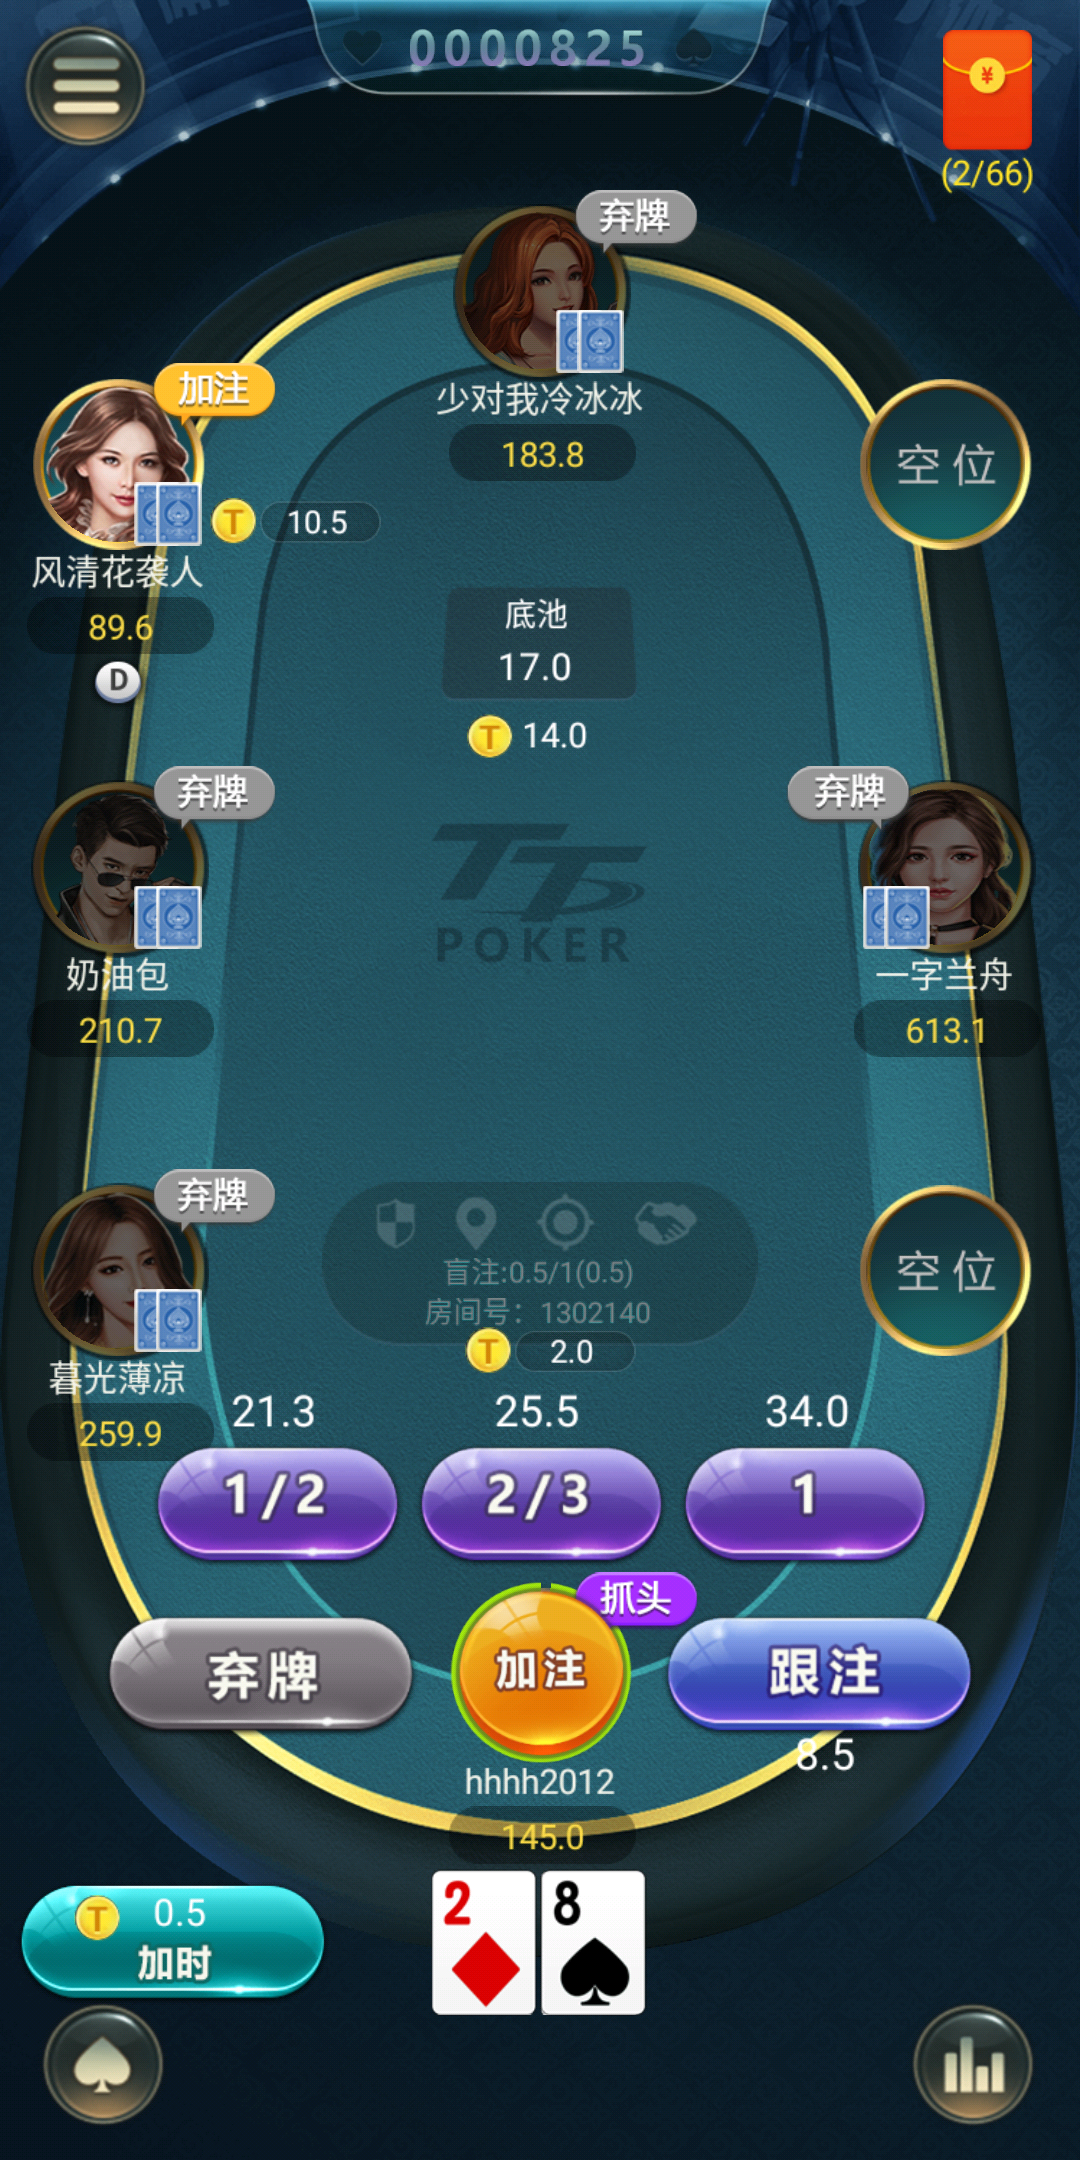 0000825
¥
(2/66)
弃牌
少对我冷冰冰
183.8
加注
T 10.5
风清花袭人
89.6
D
空位
底池
17.0
T 14.0
弃牌
奶油包
210.7
弃牌
一字兰舟
613.1
TTP
POKER
弃牌
暮光薄凉
259.9
盲注:0.5/1(0.5)
房间号：1302140
T 2.0
空位
21.3 25.5 34.0
1/2 2/3 1
抓头
弃牌 加注 跟注
8.5
hhhh2012
145.0
T 0.5
加时
2 8